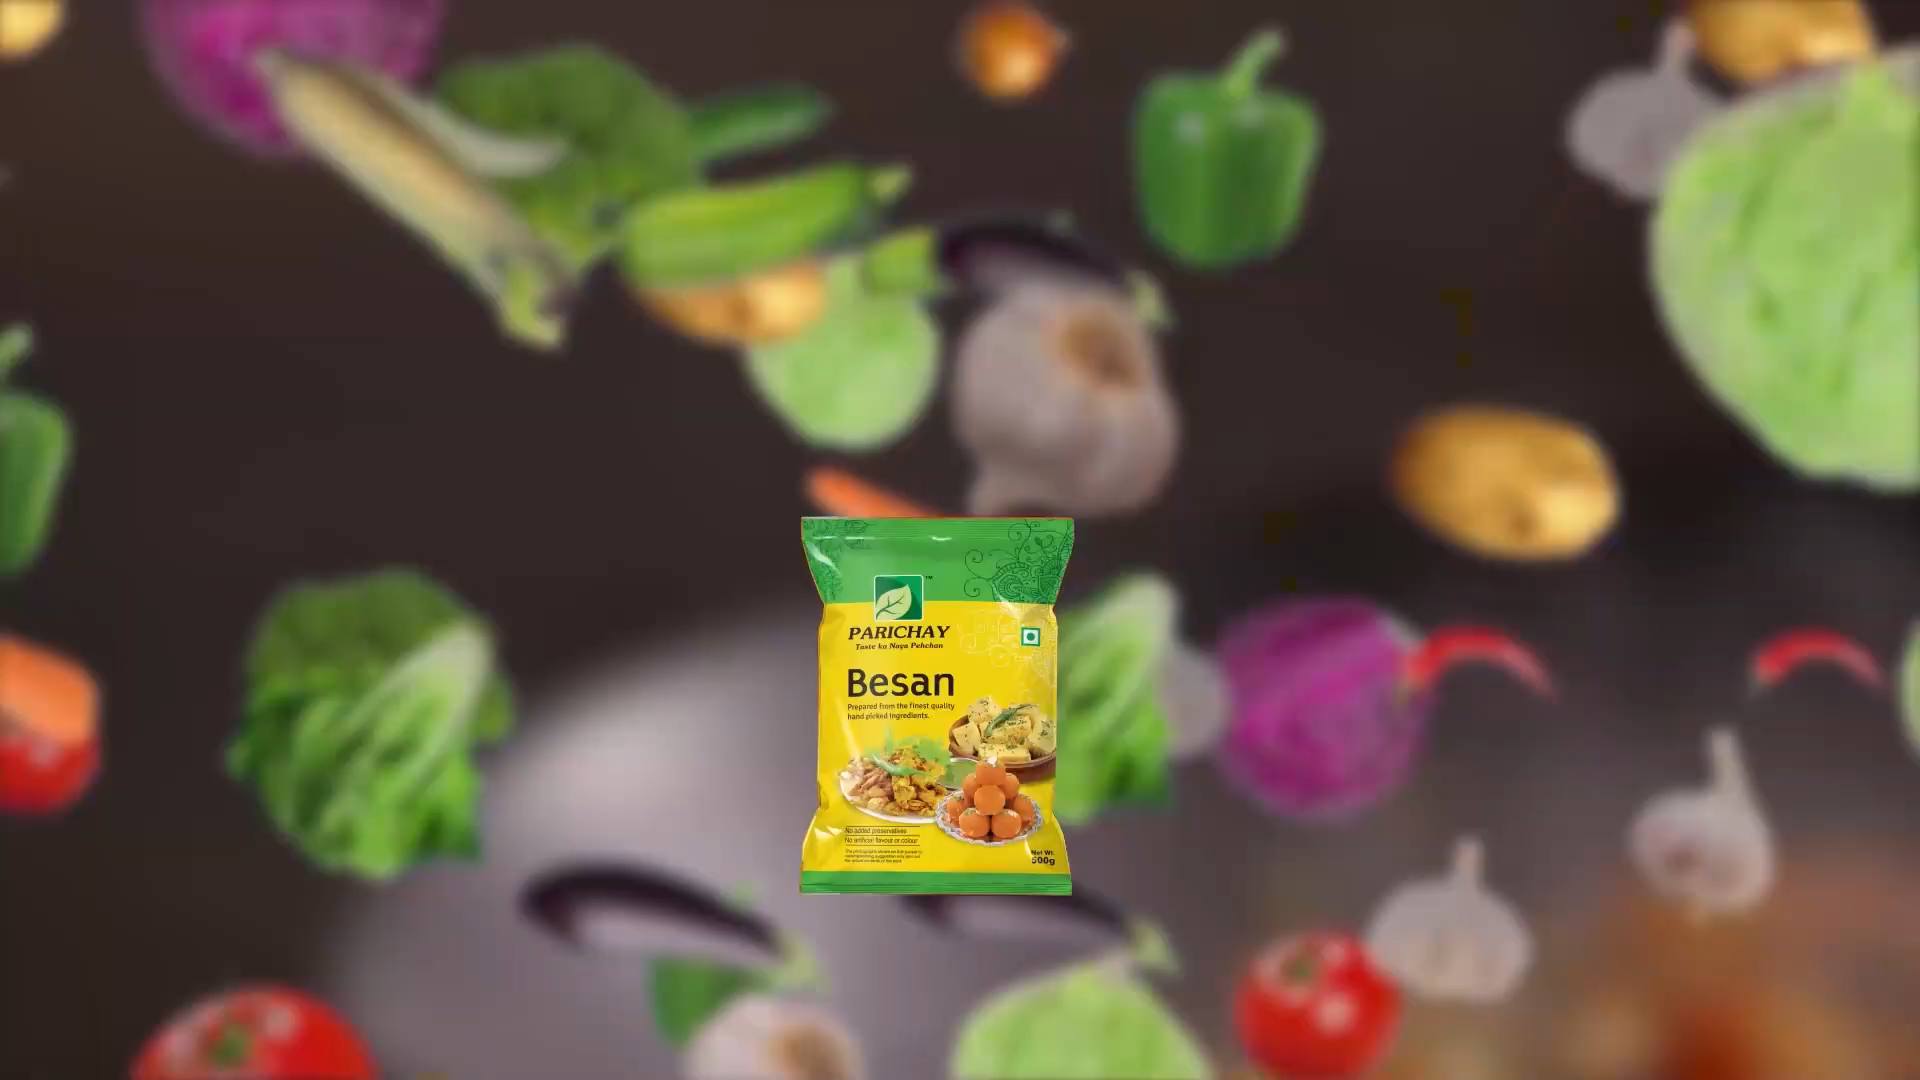 PARICHAY
TM
Taste ka Naya Pehchan
Besan
Prepared from the finest quality
hand picked ingredients.
No added preservatives
No artificial flavour or colour
Net Wt.
500g